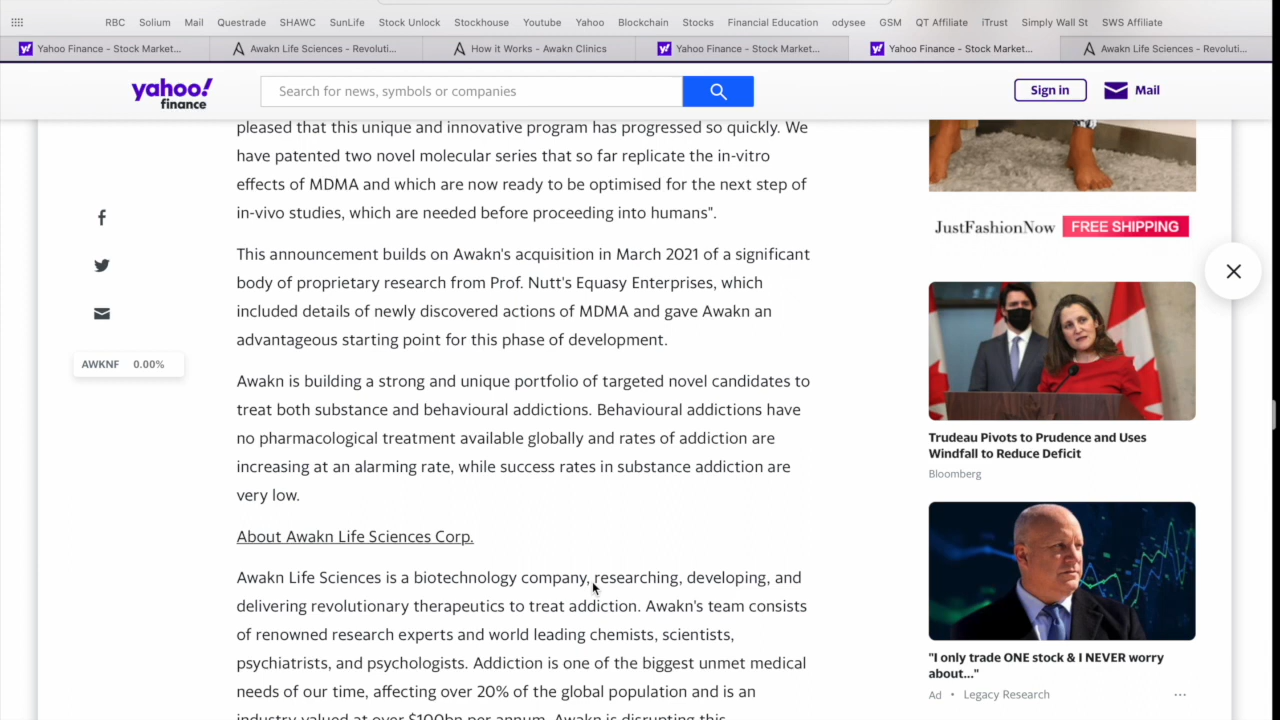 RBC Solium Mail Questrade SHAWC SunLife Stock Unlock Stockhouse Youtube Yahoo Blockchain Stocks Financial Education odysee GSM QT Affiliate iTrust Simply Wall St SWS Affiliate
Yahoo Finance - Stock Market... Awakn Life Sciences - Revoluti... How it Works - Awakn Clinics Yahoo Finance - Stock Market... Yahoo Finance - Stock Market... Awakn Life Sciences - Revoluti...
yahoo!
finance
Search for news, symbols or companies
Sign in
Mail
pleased that this unique and innovative program has progressed so quickly. We
have patented two novel molecular series that so far replicate the in-vitro
effects of MDMA and which are now ready to be optimised for the next step of
in-vivo studies, which are needed before proceeding into humans".
This announcement builds on Awakn's acquisition in March 2021 of a significant
body of proprietary research from Prof. Nutt's Equasy Enterprises, which
included details of newly discovered actions of MDMA and gave Awakn an
advantageous starting point for this phase of development.
AWKNF 0.00%
Awakn is building a strong and unique portfolio of targeted novel candidates to
treat both substance and behavioural addictions. Behavioural addictions have
no pharmacological treatment available globally and rates of addiction are
increasing at an alarming rate, while success rates in substance addiction are
very low.
About Awakn Life Sciences Corp.
Awakn Life Sciences is a biotechnology company, researching, developing, and
delivering revolutionary therapeutics to treat addiction. Awakn's team consists
of renowned research experts and world leading chemists, scientists,
psychiatrists, and psychologists. Addiction is one of the biggest unmet medical
needs of our time, affecting over 20% of the global population and is an
industry valued at over $100bn per annum. Awakn is disrupting this
JustFashionNow FREE SHIPPING
Trudeau Pivots to Prudence and Uses
Windfall to Reduce Deficit
Bloomberg
"I only trade ONE stock & I NEVER worry
about..."
Ad • Legacy Research ...